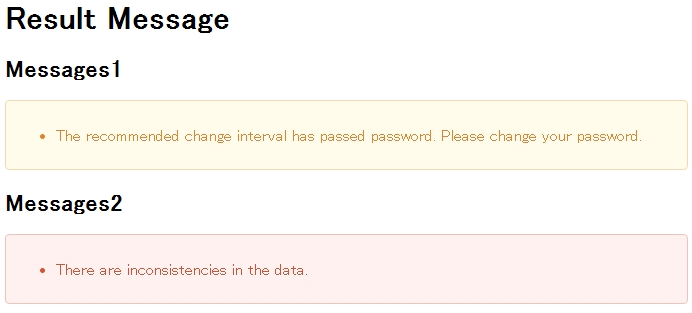 Result Message
Messages1
• The recommended change interval has passed password. Please change your password.
Messages2
• There are inconsistencies in the data.